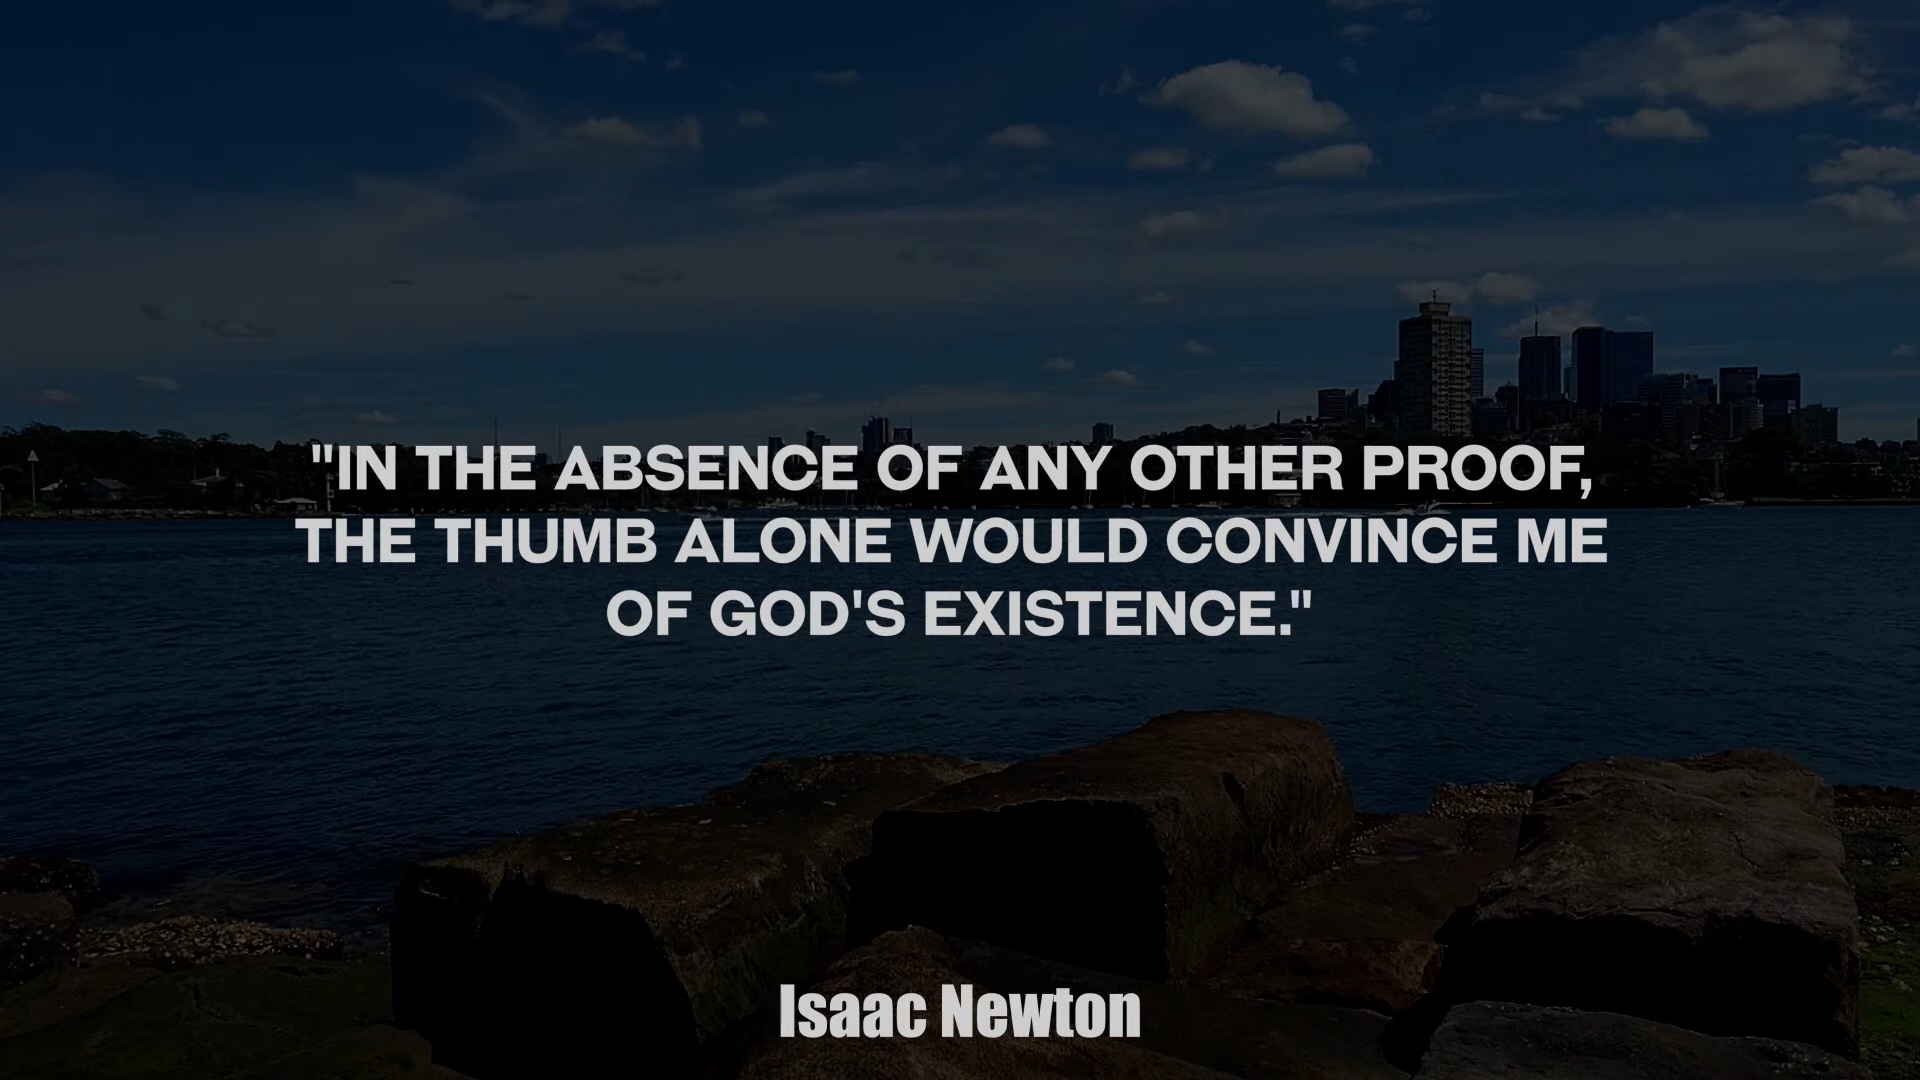 "IN THE ABSENCE OF ANY OTHER PROOF,
THE THUMB ALONE WOULD CONVINCE ME
OF GOD'S EXISTENCE."
Isaac Newton